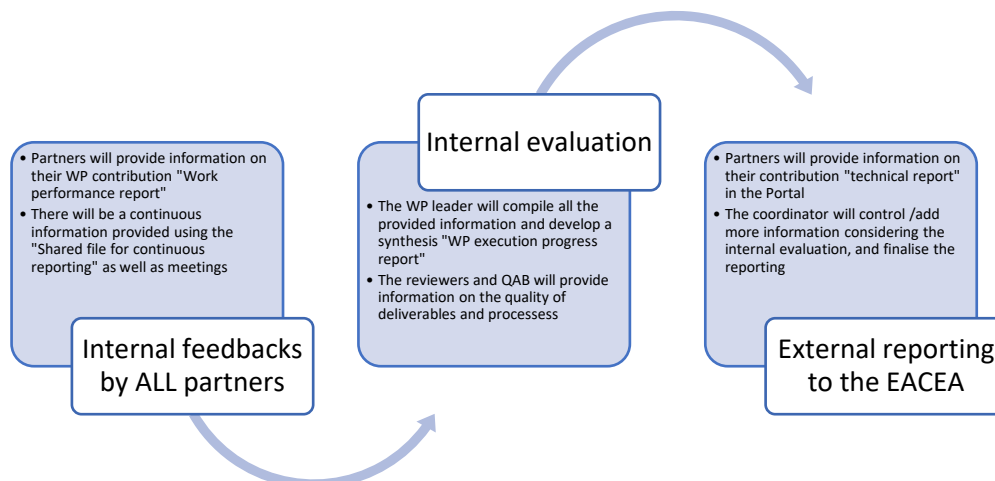 • Partners will provide information on
their WP contribution "Work
performance report"
• There will be a continuous
information provided using the
"Shared file for continuous
reporting" as well as meetings
Internal feedbacks
by ALL partners
Internal evaluation
• The WP leader will compile all the
provided information and develop a
synthesis "WP execution progress
report"
• The reviewers and QAB will provide
information on the quality of
deliverables and processess
• Partners will provide information on
their contribution "technical report"
in the Portal
• The coordinator will control /add
more information considering the
internal evaluation, and finalise the
reporting
External reporting
to the EACEA